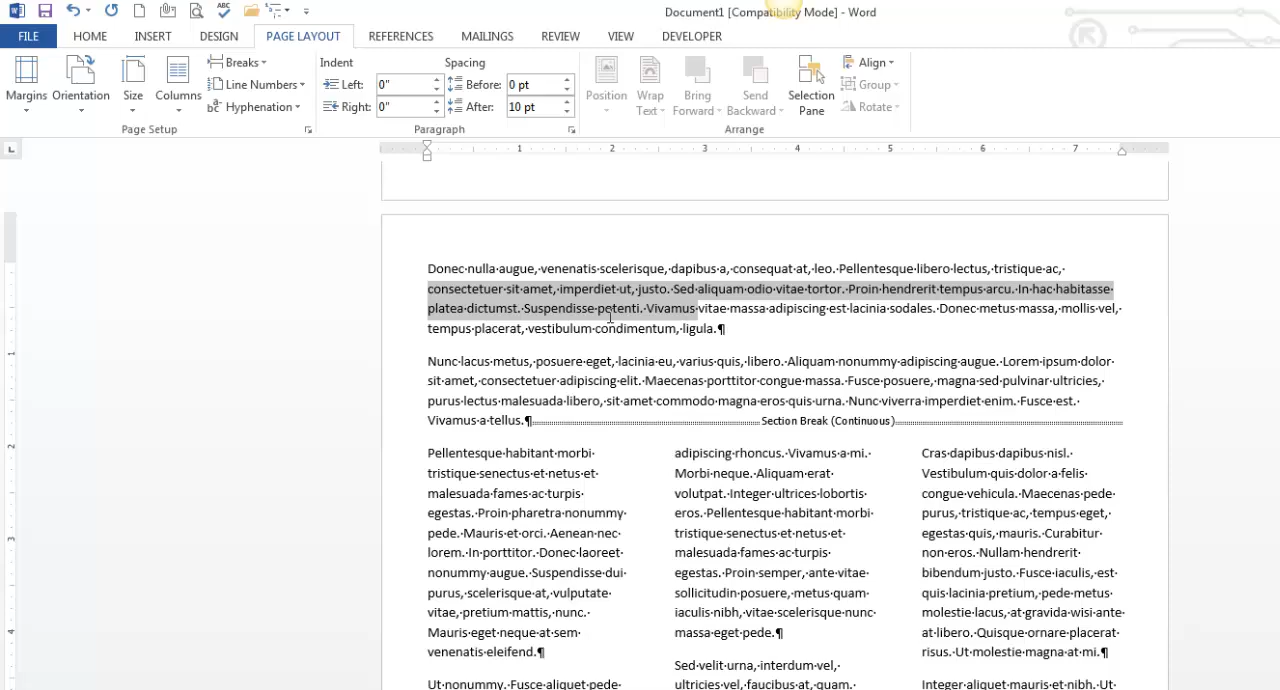 Document1 [Compatibility Mode] - Word
FILE HOME INSERT DESIGN PAGE LAYOUT REFERENCES MAILINGS REVIEW VIEW DEVELOPER
Margins
Orientation
Size
Columns
Breaks
Line Numbers
Hyphenation
Page Setup
Indent
Left: 0"
Right: 0"
Spacing
Before: 0 pt
After: 10 pt
Paragraph
Position
Wrap Text
Bring Forward
Send Backward
Selection Pane
Align
Group
Rotate
Arrange
1 2 3 4 5 6 7
Donec·nulla·augue,·venenatis·scelerisque,·dapibus·a,·consequat·at,·leo.·Pellentesque·libero·lectus,·tristique·ac,·
consectetuer·sit·amet,·imperdiet·ut,·justo.·Sed·aliquam·odio·vitae·tortor.·Proin·hendrerit·tempus·arcu.·In·hac·habitasse·
platea·dictumst.·Suspendisse·potenti.·Vivamus·vitae·massa·adipiscing·est·lacinia·sodales.·Donec·metus·massa,·mollis·vel,·
tempus·placerat,·vestibulum·condimentum,·ligula.¶
Nunc·lacus·metus,·posuere·eget,·lacinia·eu,·varius·quis,·libero.·Aliquam·nonummy·adipiscing·augue.·Lorem·ipsum·dolor·
sit·amet,·consectetuer·adipiscing·elit.·Maecenas·porttitor·congue·massa.·Fusce·posuere,·magna·sed·pulvinar·ultricies,·
purus·lectus·malesuada·libero,·sit·amet·commodo·magna·eros·quis·urna.·Nunc·viverra·imperdiet·enim.·Fusce·est.·
Vivamus·a·tellus.¶ Section Break (Continuous)
Pellentesque·habitant·morbi·
tristique·senectus·et·netus·et·
malesuada·fames·ac·turpis·
egestas.·Proin·pharetra·nonummy·
pede.·Mauris·et·orci.·Aenean·nec·
lorem.·In·porttitor.·Donec·laoreet·
nonummy·augue.·Suspendisse·dui·
purus,·scelerisque·at,·vulputate·
vitae,·pretium·mattis,·nunc.·
Mauris·eget·neque·at·sem·
venenatis·eleifend.¶
Ut·nonummy.·Fusce·aliquet·pede·
adipiscing·rhoncus.·Vivamus·a·mi.·
Morbi·neque.·Aliquam·erat·
volutpat.·Integer·ultrices·lobortis·
eros.·Pellentesque·habitant·morbi·
tristique·senectus·et·netus·et·
malesuada·fames·ac·turpis·
egestas.·Proin·semper,·ante·vitae·
sollicitudin·posuere,·metus·quam·
iaculis·nibh,·vitae·scelerisque·nunc·
massa·eget·pede.¶
Sed·velit·urna,·interdum·vel,·
ultricies·vel,·faucibus·at,·quam.·
Cras·dapibus·dapibus·nisl.·
Vestibulum·quis·dolor·a·felis·
congue·vehicula.·Maecenas·pede·
purus,·tristique·ac,·tempus·eget,·
egestas·quis,·mauris.·Curabitur·
non·eros.·Nullam·hendrerit·
bibendum·justo.·Fusce·iaculis,·est·
quis·lacinia·pretium,·pede·metus·
molestie·lacus,·at·gravida·wisi·ante·
at·libero.·Quisque·ornare·placerat·
risus.·Ut·molestie·magna·at·mi.¶
Integer·aliquet·mauris·et·nibh.·Ut·
1
2
3
4